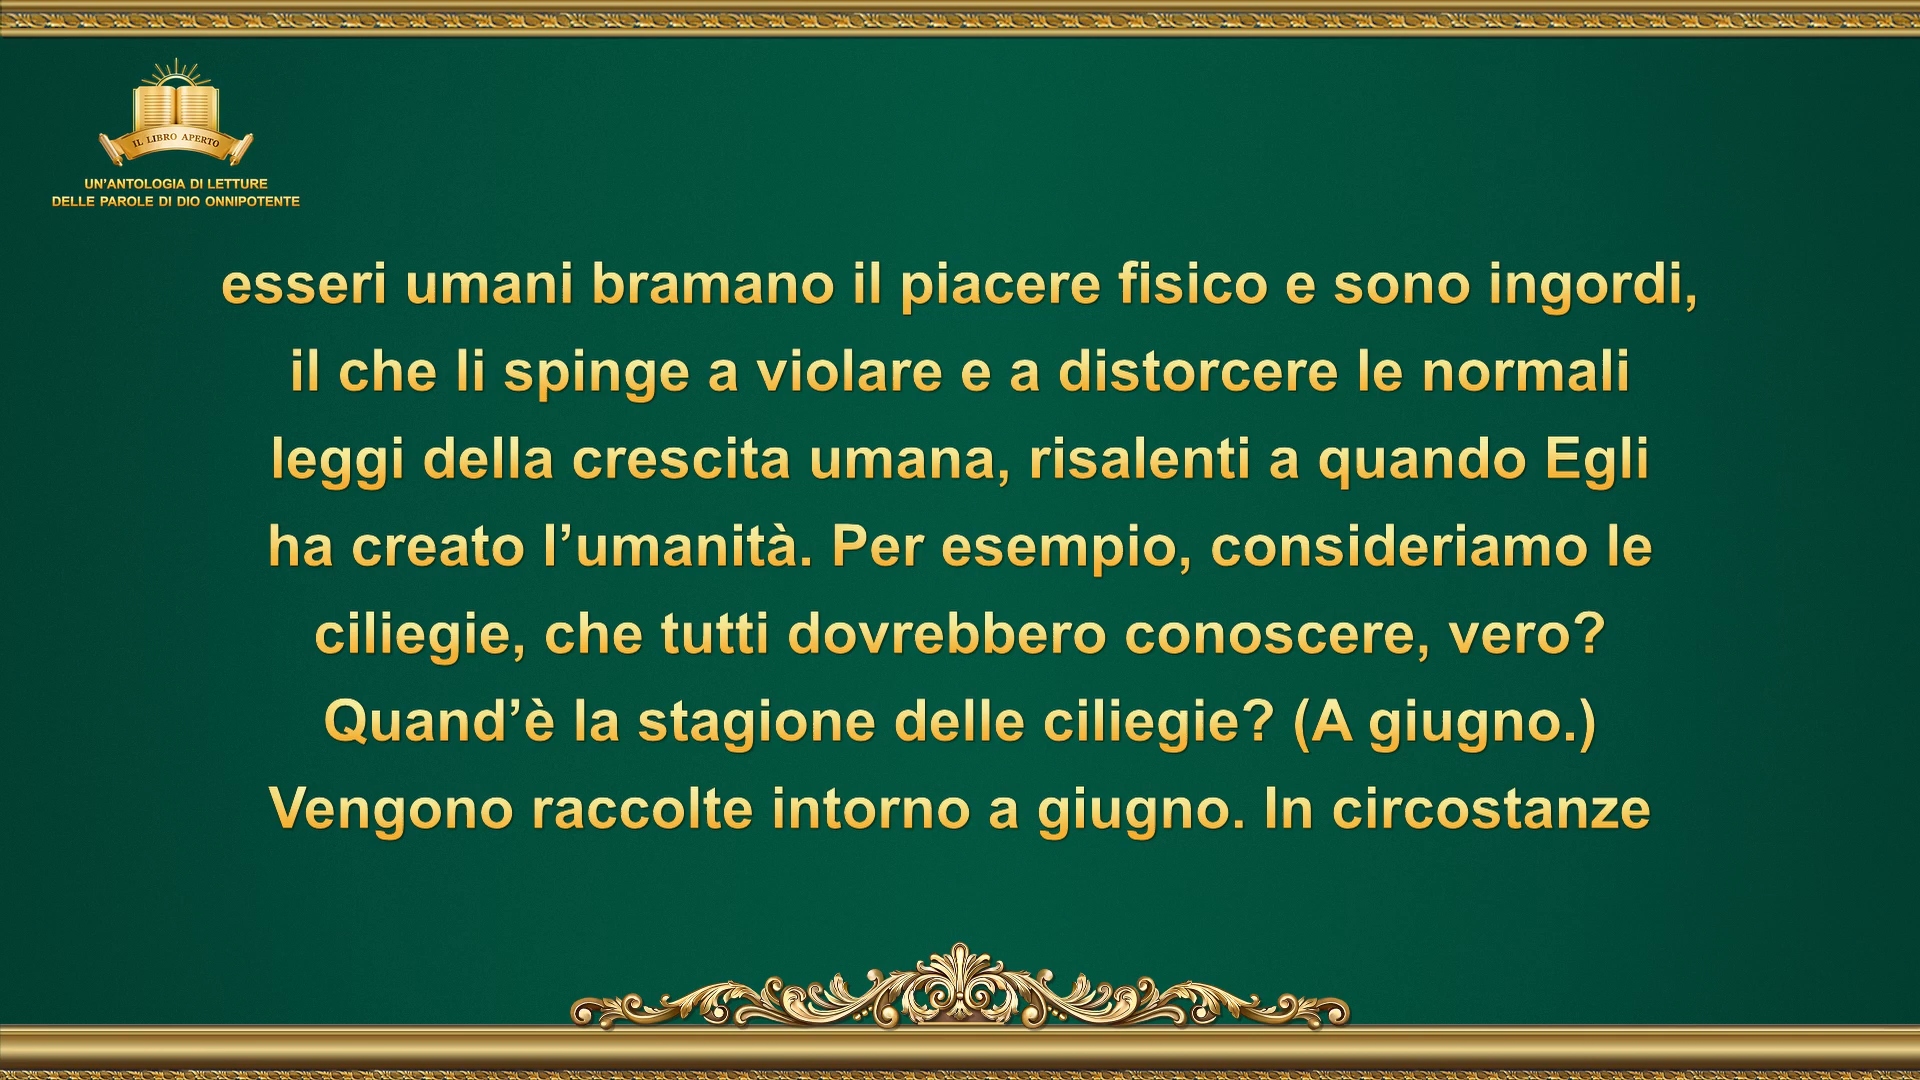 IL LIBRO APERTO
UN’ANTOLOGIA DI LETTURE
DELLE PAROLE DI DIO ONNIPOTENTE
esseri umani bramano il piacere fisico e sono ingordi,
il che li spinge a violare e a distorcere le normali
leggi della crescita umana, risalenti a quando Egli
ha creato l’umanità. Per esempio, consideriamo le
ciliegie, che tutti dovrebbero conoscere, vero?
Quand’è la stagione delle ciliegie? (A giugno.)
Vengono raccolte intorno a giugno. In circostanze